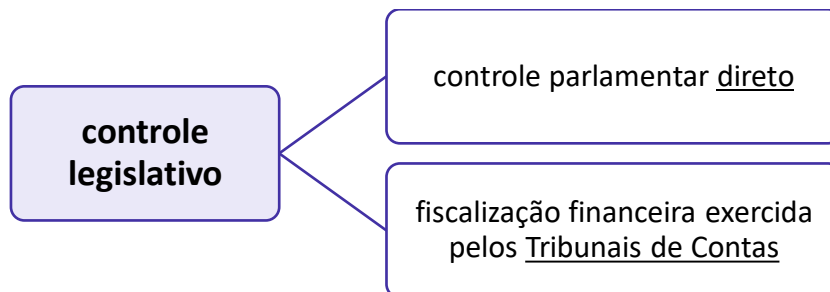 controle
legislativo
controle parlamentar direto
fiscalização financeira exercida
pelos Tribunais de Contas